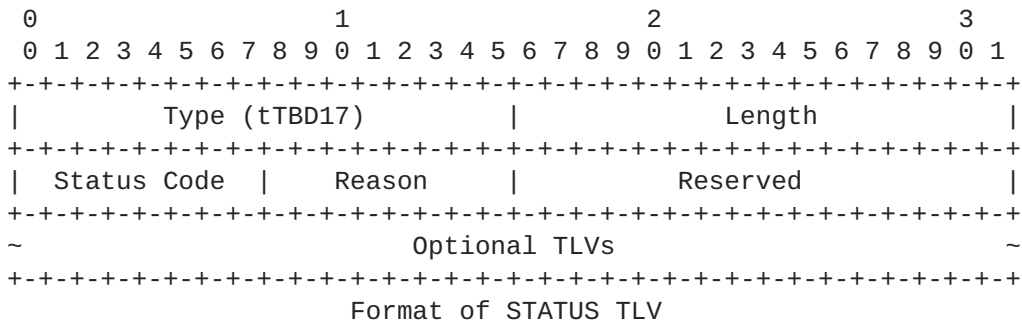 0                   1                   2                   3
 0 1 2 3 4 5 6 7 8 9 0 1 2 3 4 5 6 7 8 9 0 1 2 3 4 5 6 7 8 9 0 1
+-+-+-+-+-+-+-+-+-+-+-+-+-+-+-+-+-+-+-+-+-+-+-+-+-+-+-+-+-+-+-+-+
|         Type (tTBD17)         |             Length            |
+-+-+-+-+-+-+-+-+-+-+-+-+-+-+-+-+-+-+-+-+-+-+-+-+-+-+-+-+-+-+-+-+
|  Status Code  |    Reason     |          Reserved             |
+-+-+-+-+-+-+-+-+-+-+-+-+-+-+-+-+-+-+-+-+-+-+-+-+-+-+-+-+-+-+-+-+
~                         Optional TLVs                         ~
+-+-+-+-+-+-+-+-+-+-+-+-+-+-+-+-+-+-+-+-+-+-+-+-+-+-+-+-+-+-+-+-+
                      Format of STATUS TLV